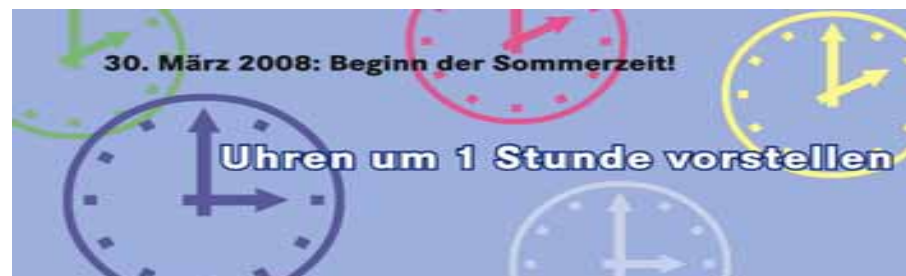 30. März 2008: Beginn der Sommerzeit!
Uhren um 1 Stunde vorstellen